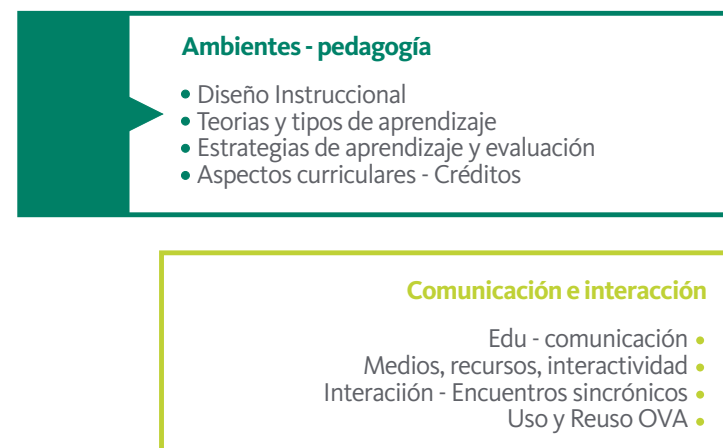 Ambientes - pedagogía
• Diseño Instruccional
• Teorias y tipos de aprendizaje
• Estrategias de aprendizaje y evaluación
• Aspectos curriculares - Créditos
Comunicación e interacción
Edu - comunicación •
Medios, recursos, interactividad •
Interaciión - Encuentros sincrónicos •
Uso y Reuso OVA •